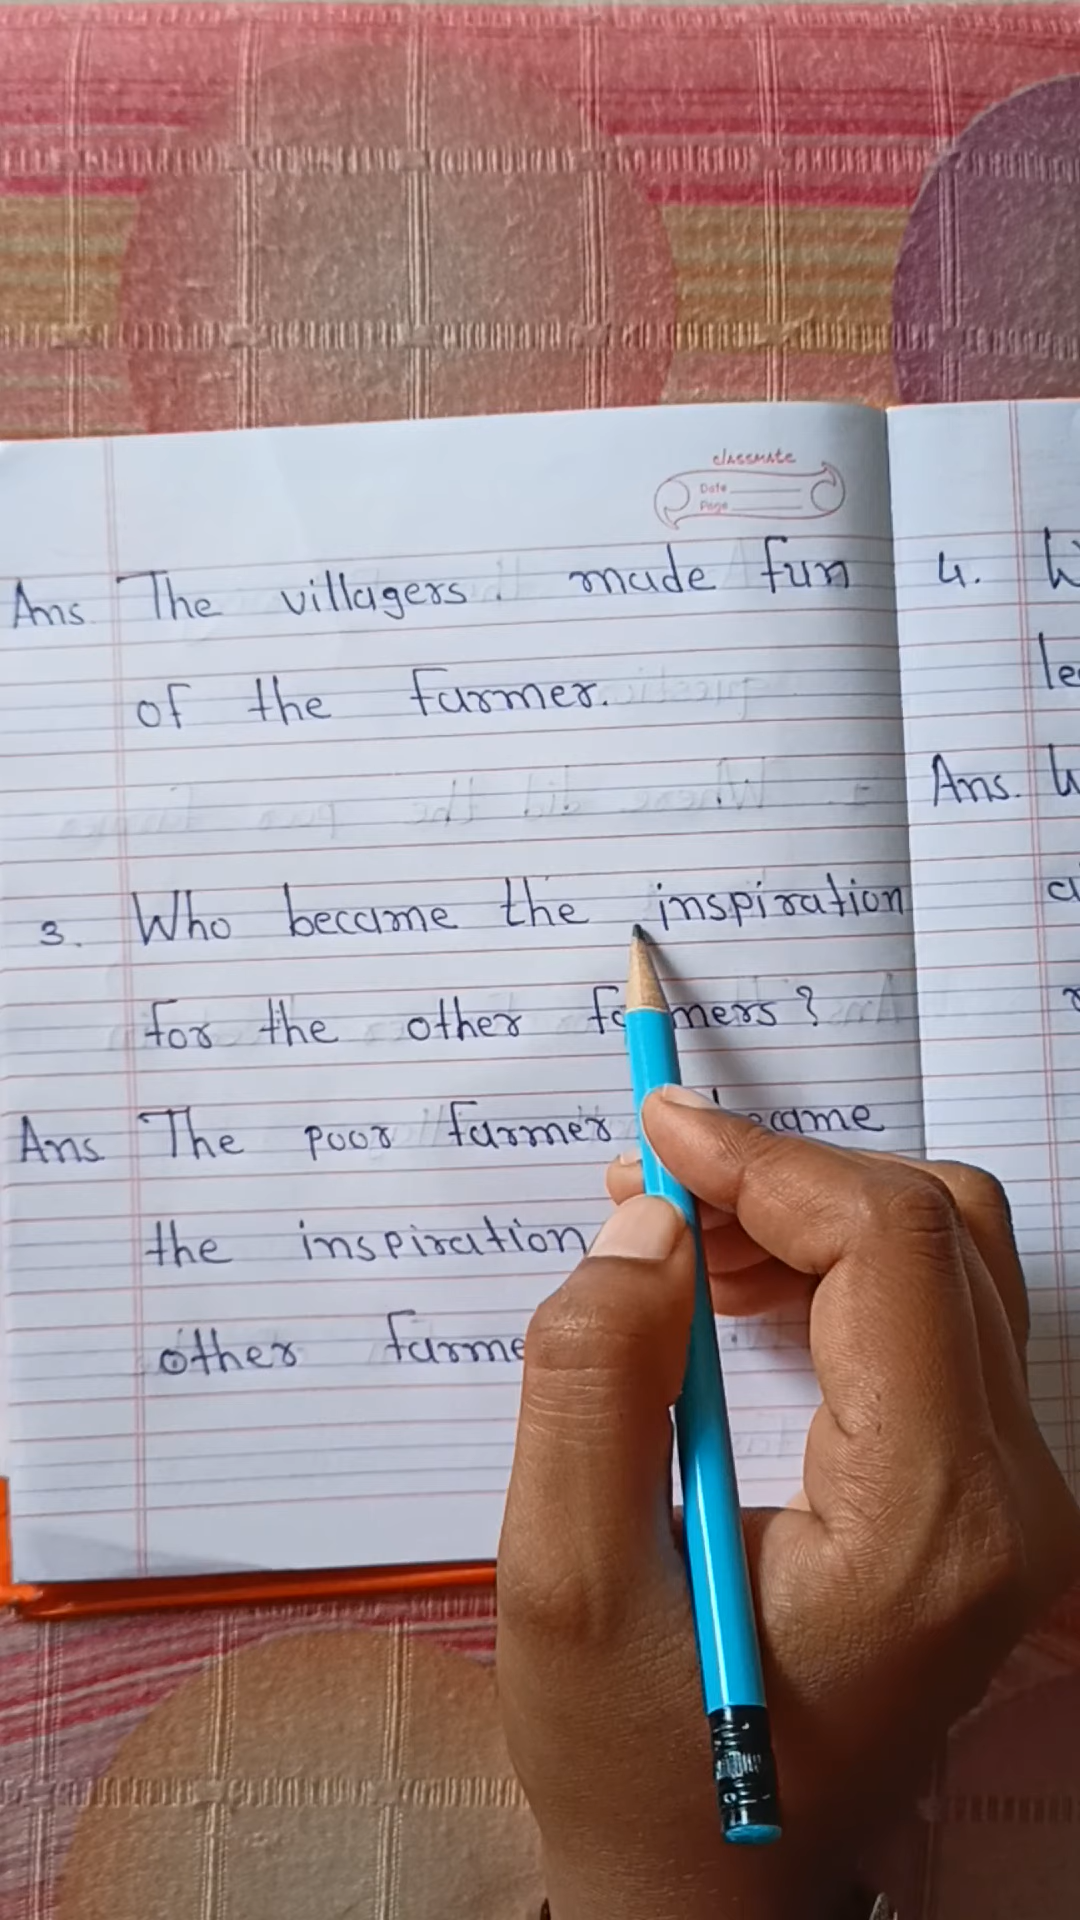 classmate
Date
Page
Ans The villagers made fun
of the farmer.
3. Who became the inspiration
for the other farmers?
Ans The poor farmer became
the inspiration
other
4.
Ans.